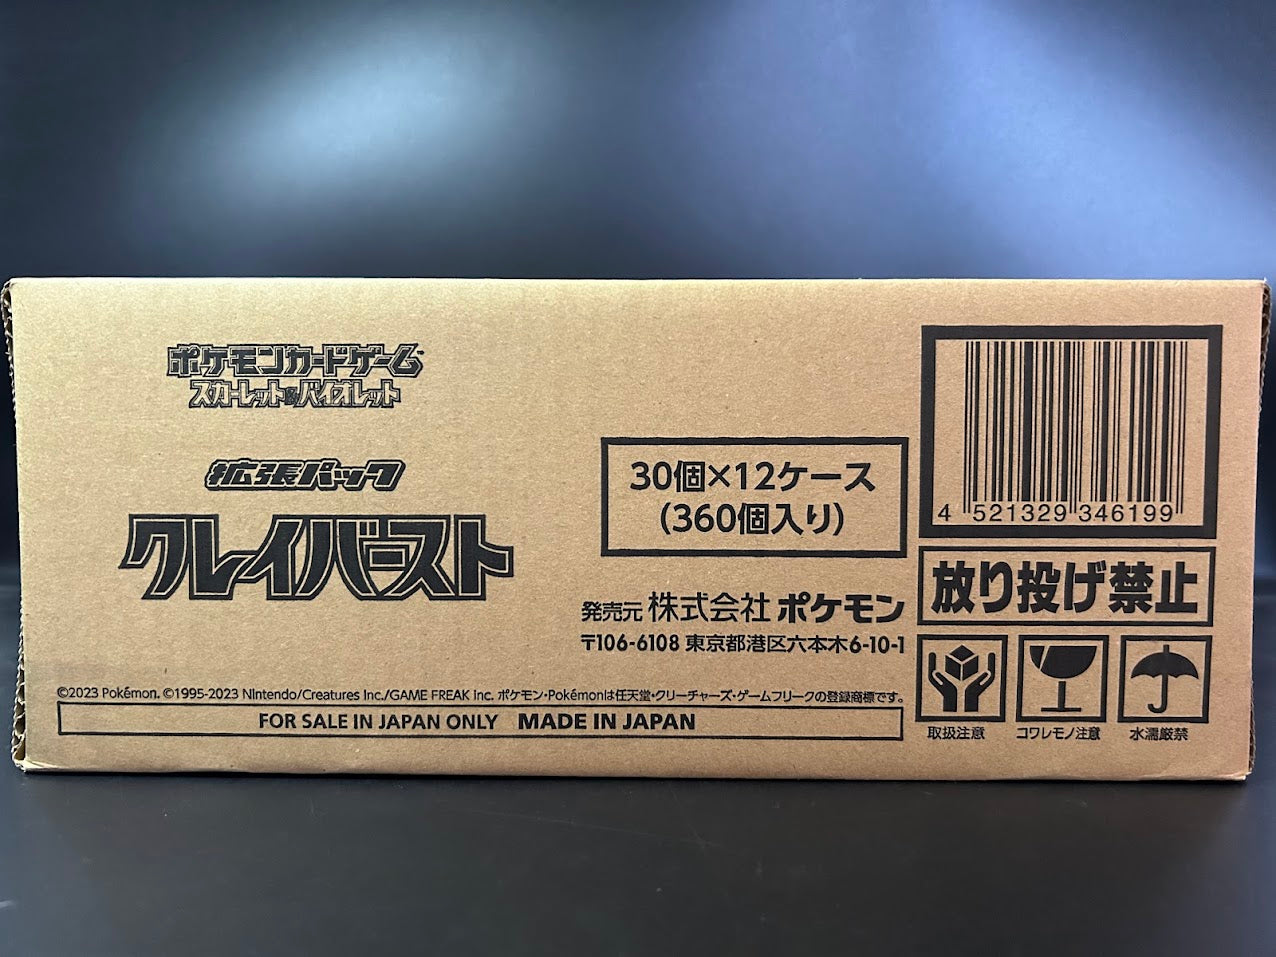 ポケモンカードゲーム
スカーレット&バイオレット
拡張パック
クレイバースト
30個×12ケース
(360個入り)
発売元 株式会社 ポケモン
〒106-6108 東京都港区六本木6-10-1
©2023 Pokémon. ©1995-2023 Nintendo/Creatures Inc./GAME FREAK inc. ポケモン・Pokémonは任天堂・クリーチャーズ・ゲームフリークの登録商標です。
FOR SALE IN JAPAN ONLY MADE IN JAPAN
4 521329 346199
放り投げ禁止
取扱注意 コワレモノ注意 水濡厳禁